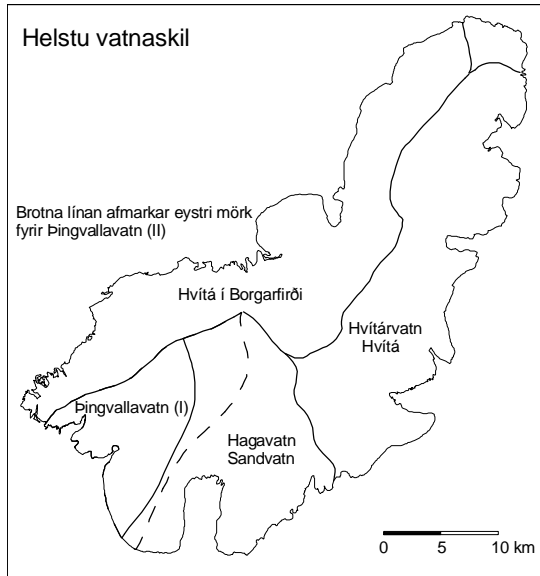 Helstu vatnaskil
Brotna línan afmarkar eystri mörk
fyrir Þingvallavatn (II)
Hvítá í Borgarfirði
Hvítárvatn
Hvítá
Þingvallavatn (I)
Hagavatn
Sandvatn
0 5 10 km